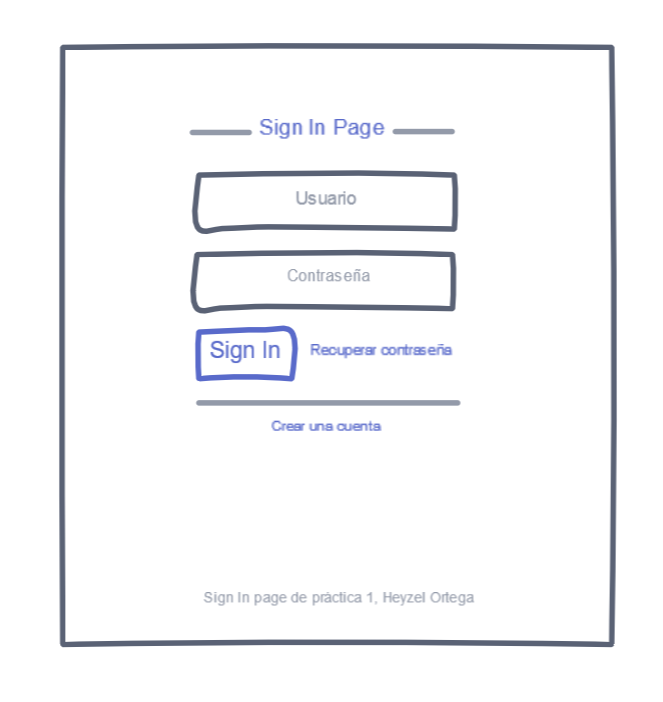 Sign In Page
Usuario
Contraseña
Sign In Recuperar contraseña
Crear una cuenta
Sign In page de práctica 1, Heyzel Ortega